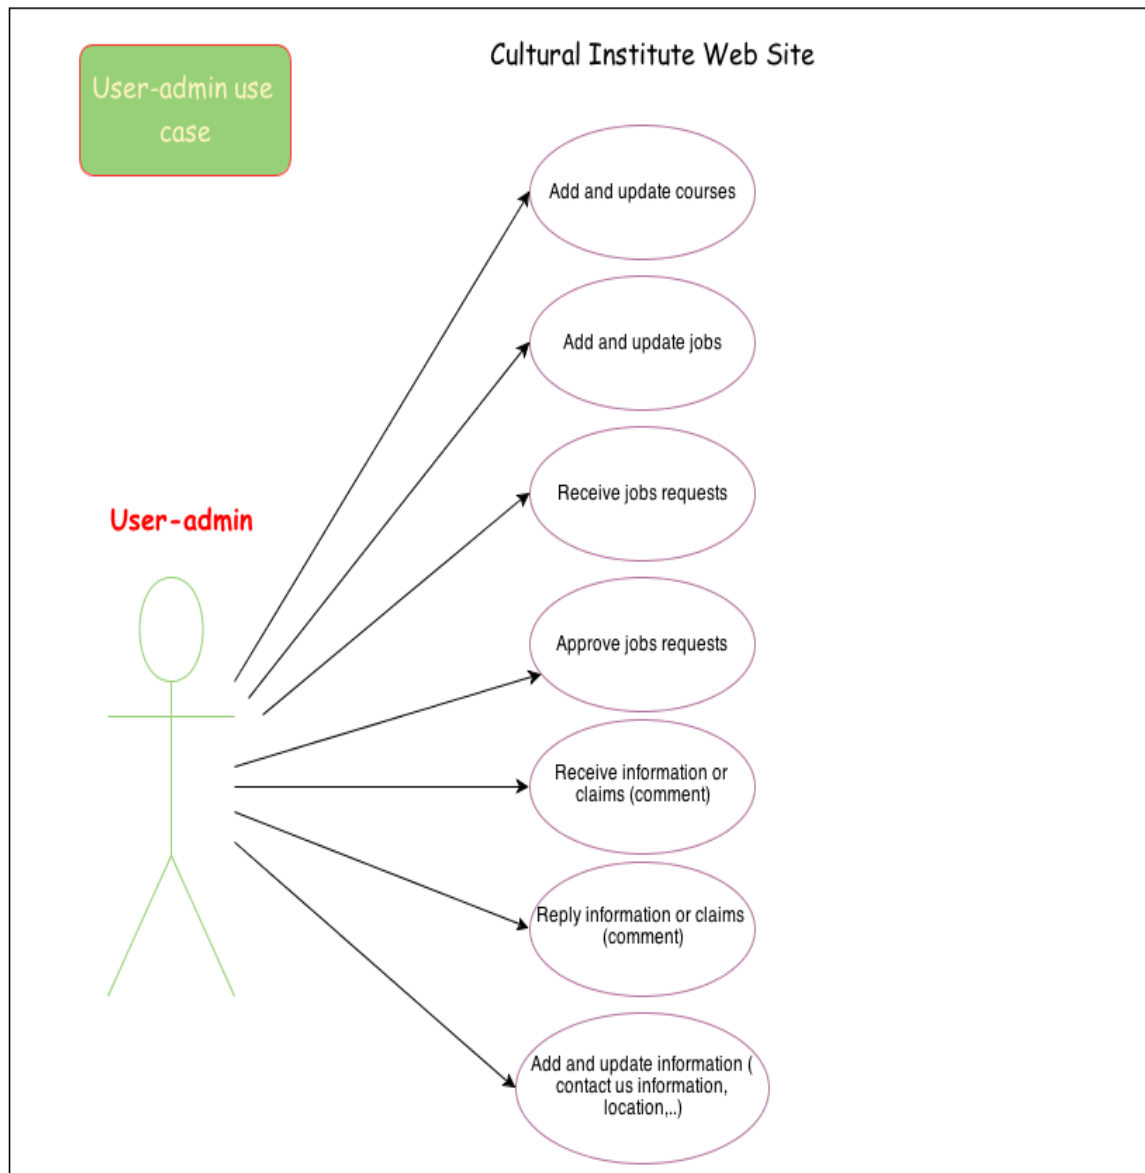 Cultural Institute Web Site
User-admin use
case
Add and update courses
Add and update jobs
Receive jobs requests
User-admin
Approve jobs requests
Receive information or
claims (comment)
Reply information or claims
(comment)
Add and update information (
contact us information,
location,..)